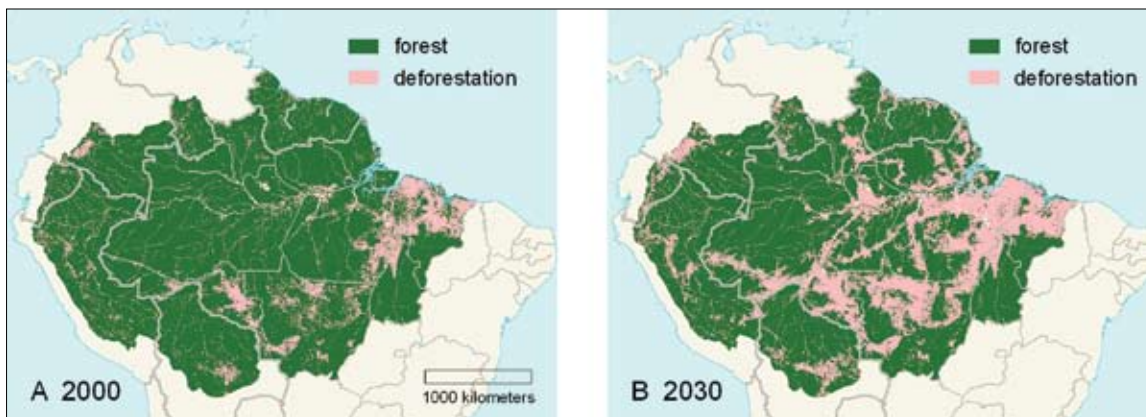 forest
deforestation
A 2000
1000 kilometers
forest
deforestation
B 2030